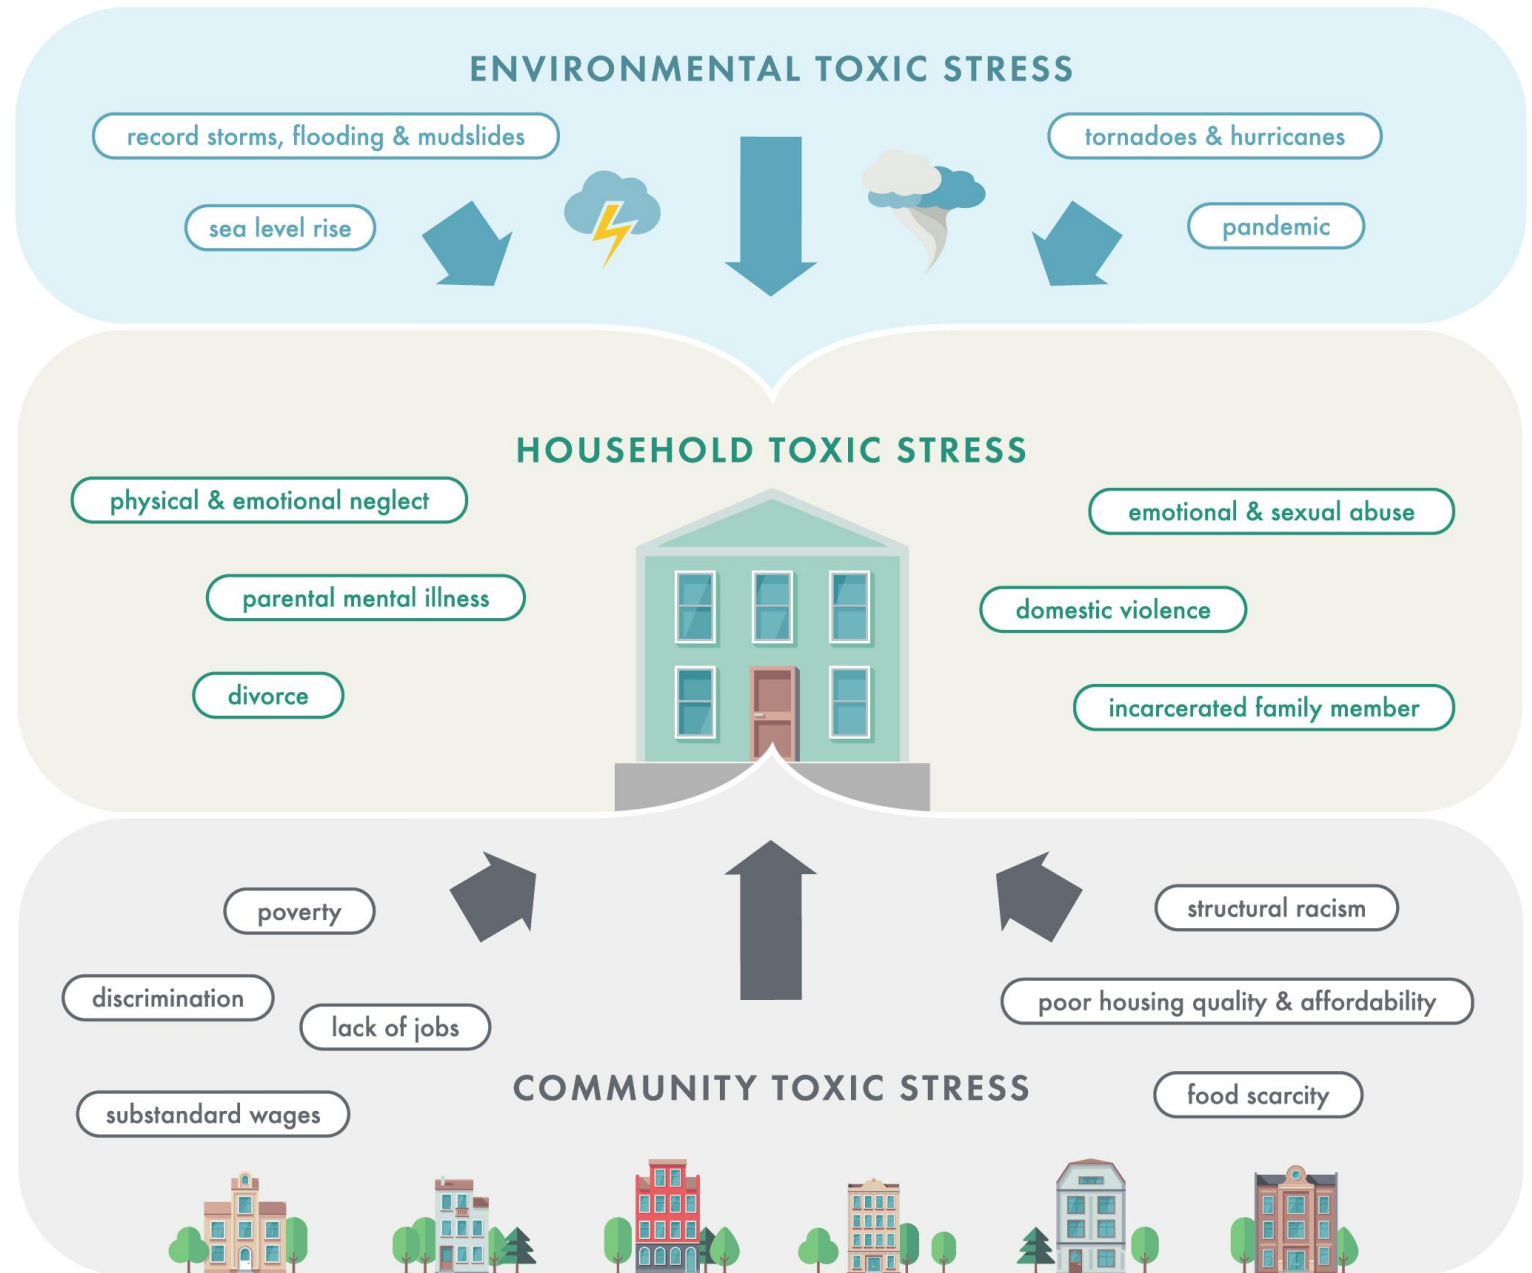 ENVIRONMENTAL TOXIC STRESS
record storms, flooding & mudslides
tornadoes & hurricanes
sea level rise
pandemic
HOUSEHOLD TOXIC STRESS
physical & emotional neglect
emotional & sexual abuse
parental mental illness
domestic violence
divorce
incarcerated family member
poverty
structural racism
discrimination
poor housing quality & affordability
lack of jobs
COMMUNITY TOXIC STRESS
food scarcity
substandard wages